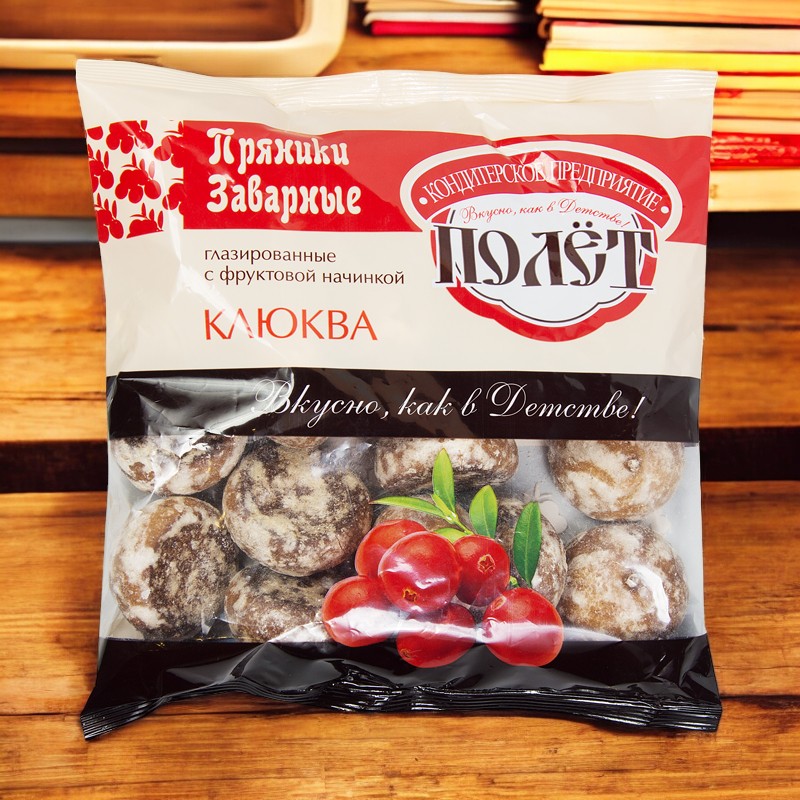 Пряники
Заварные
глазированные
с фруктовой начинкой
КЛЮКВА
• КОНДИТЕРСКОЕ ПРЕДПРИЯТИЕ •
Вкусно, как в Детстве!
ПОЛЁТ
Вкусно, как в Детстве!